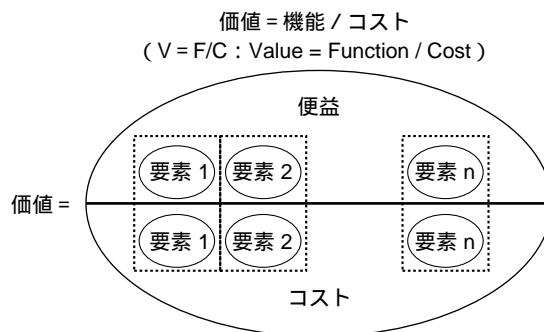 価値 = 機能 / コスト
( V = F/C : Value = Function / Cost )
便益
要素 1 要素 2 要素 n
価値 =
要素 1 要素 2 要素 n
コスト